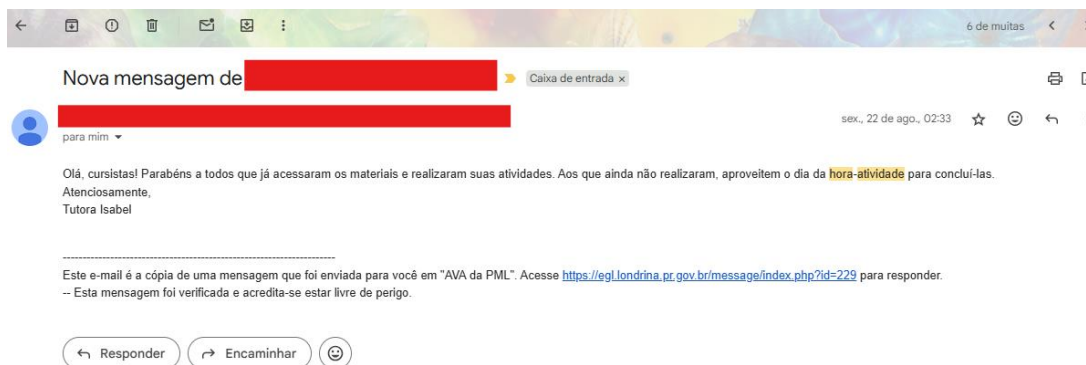 6 de muitas
Nova mensagem de
Caixa de entrada ×
sex., 22 de ago., 02:33
para mim
Olá, cursistas! Parabéns a todos que já acessaram os materiais e realizaram suas atividades. Aos que ainda não realizaram, aproveitem o dia da hora-atividade para concluí-las.
Atenciosamente,
Tutora Isabel
--------------------------------------------------------------------
Este e-mail é a cópia de uma mensagem que foi enviada para você em "AVA da PML". Acesse https://egl.londrina.pr.gov.br/message/index.php?id=229 para responder.
-- Esta mensagem foi verificada e acredita-se estar livre de perigo.
Responder Encaminhar